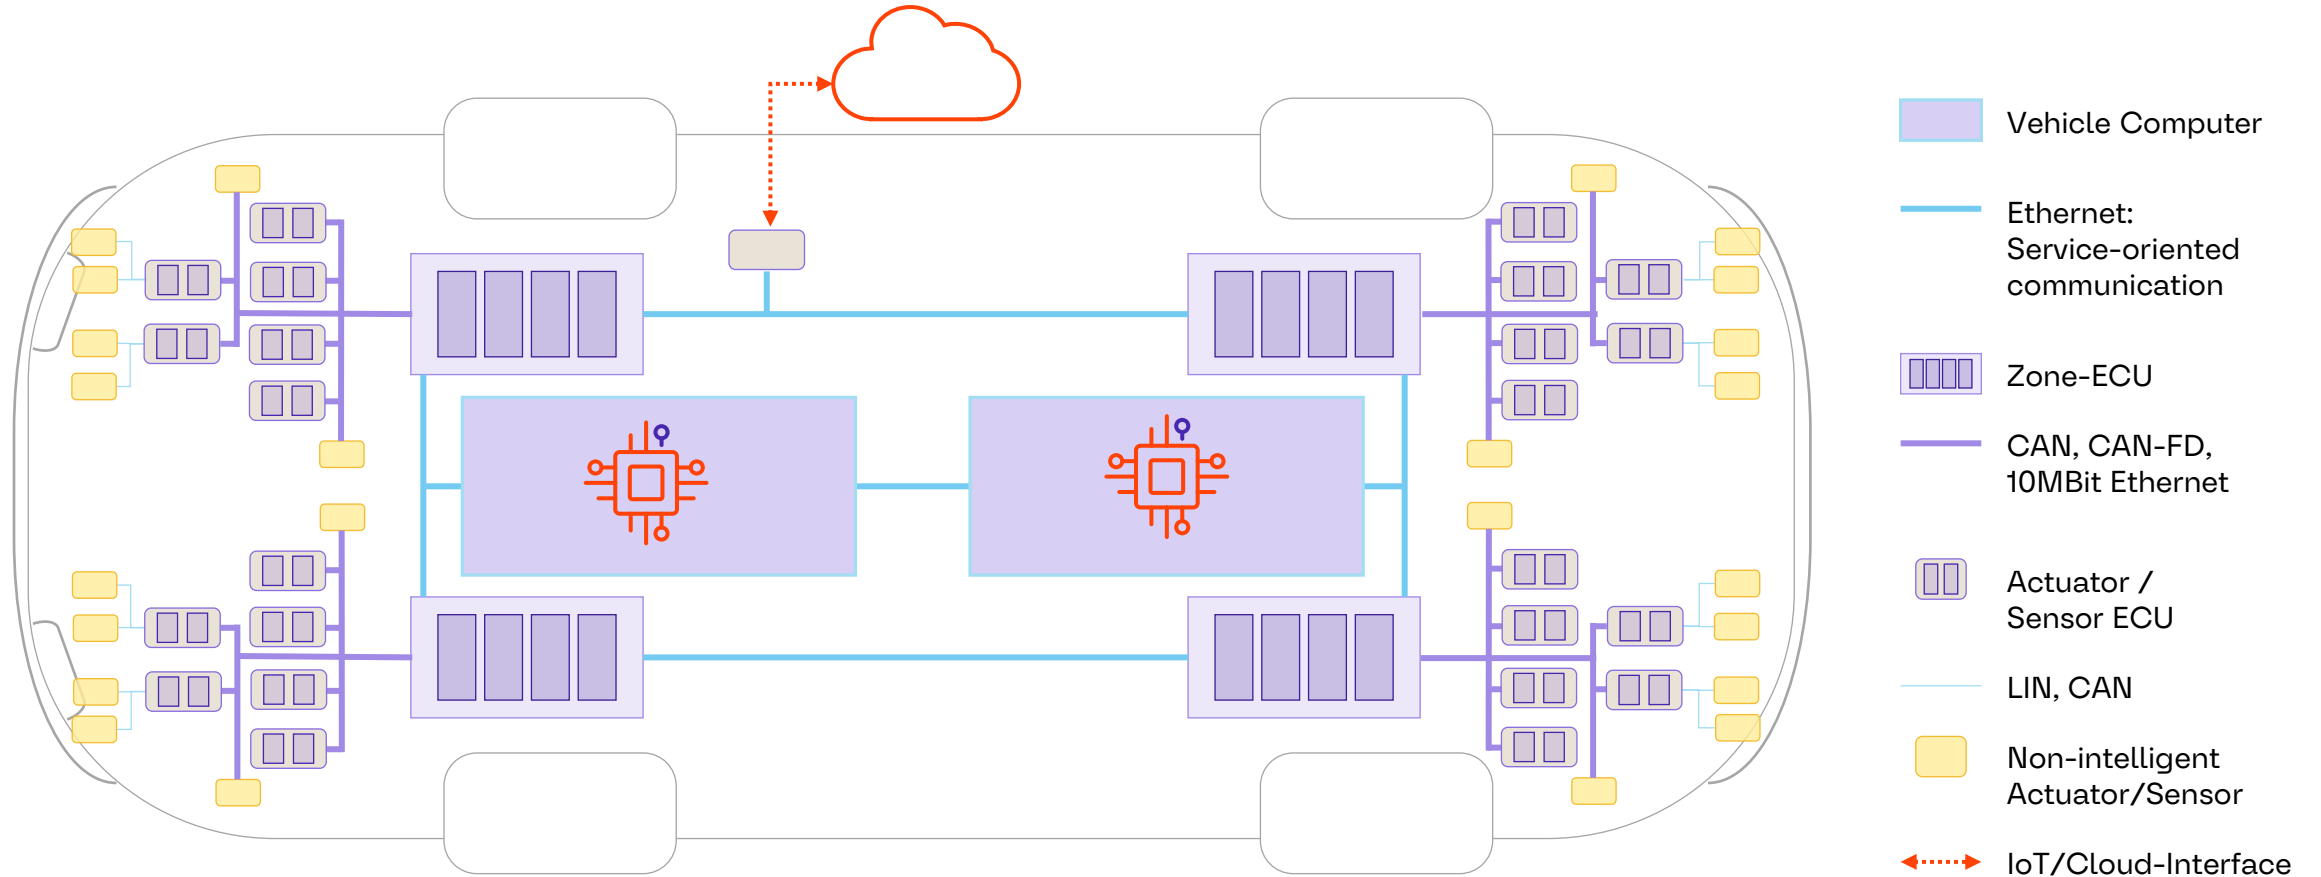 Vehicle Computer
Ethernet:
Service-oriented
communication
Zone-ECU
CAN, CAN-FD,
10MBit Ethernet
Actuator /
Sensor ECU
LIN, CAN
Non-intelligent
Actuator/Sensor
IoT/Cloud-Interface